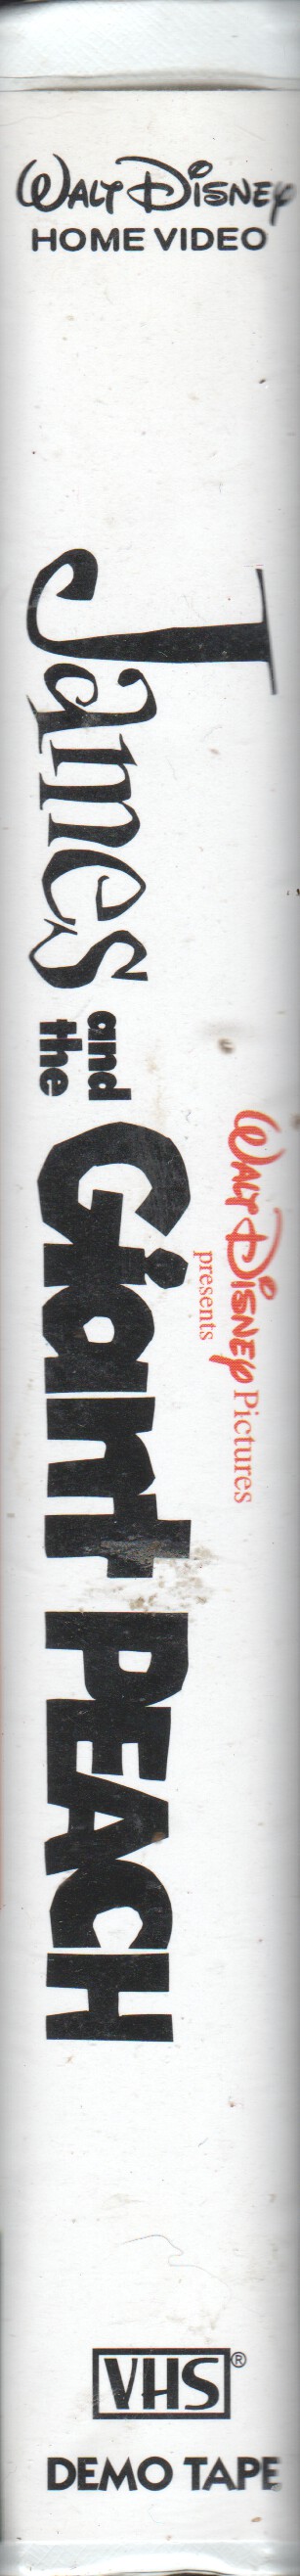 WALT DISNEY
HOME VIDEO
WALT DISNEY Pictures
presents
James and the Giant PEACH
VHS®
DEMO TAPE